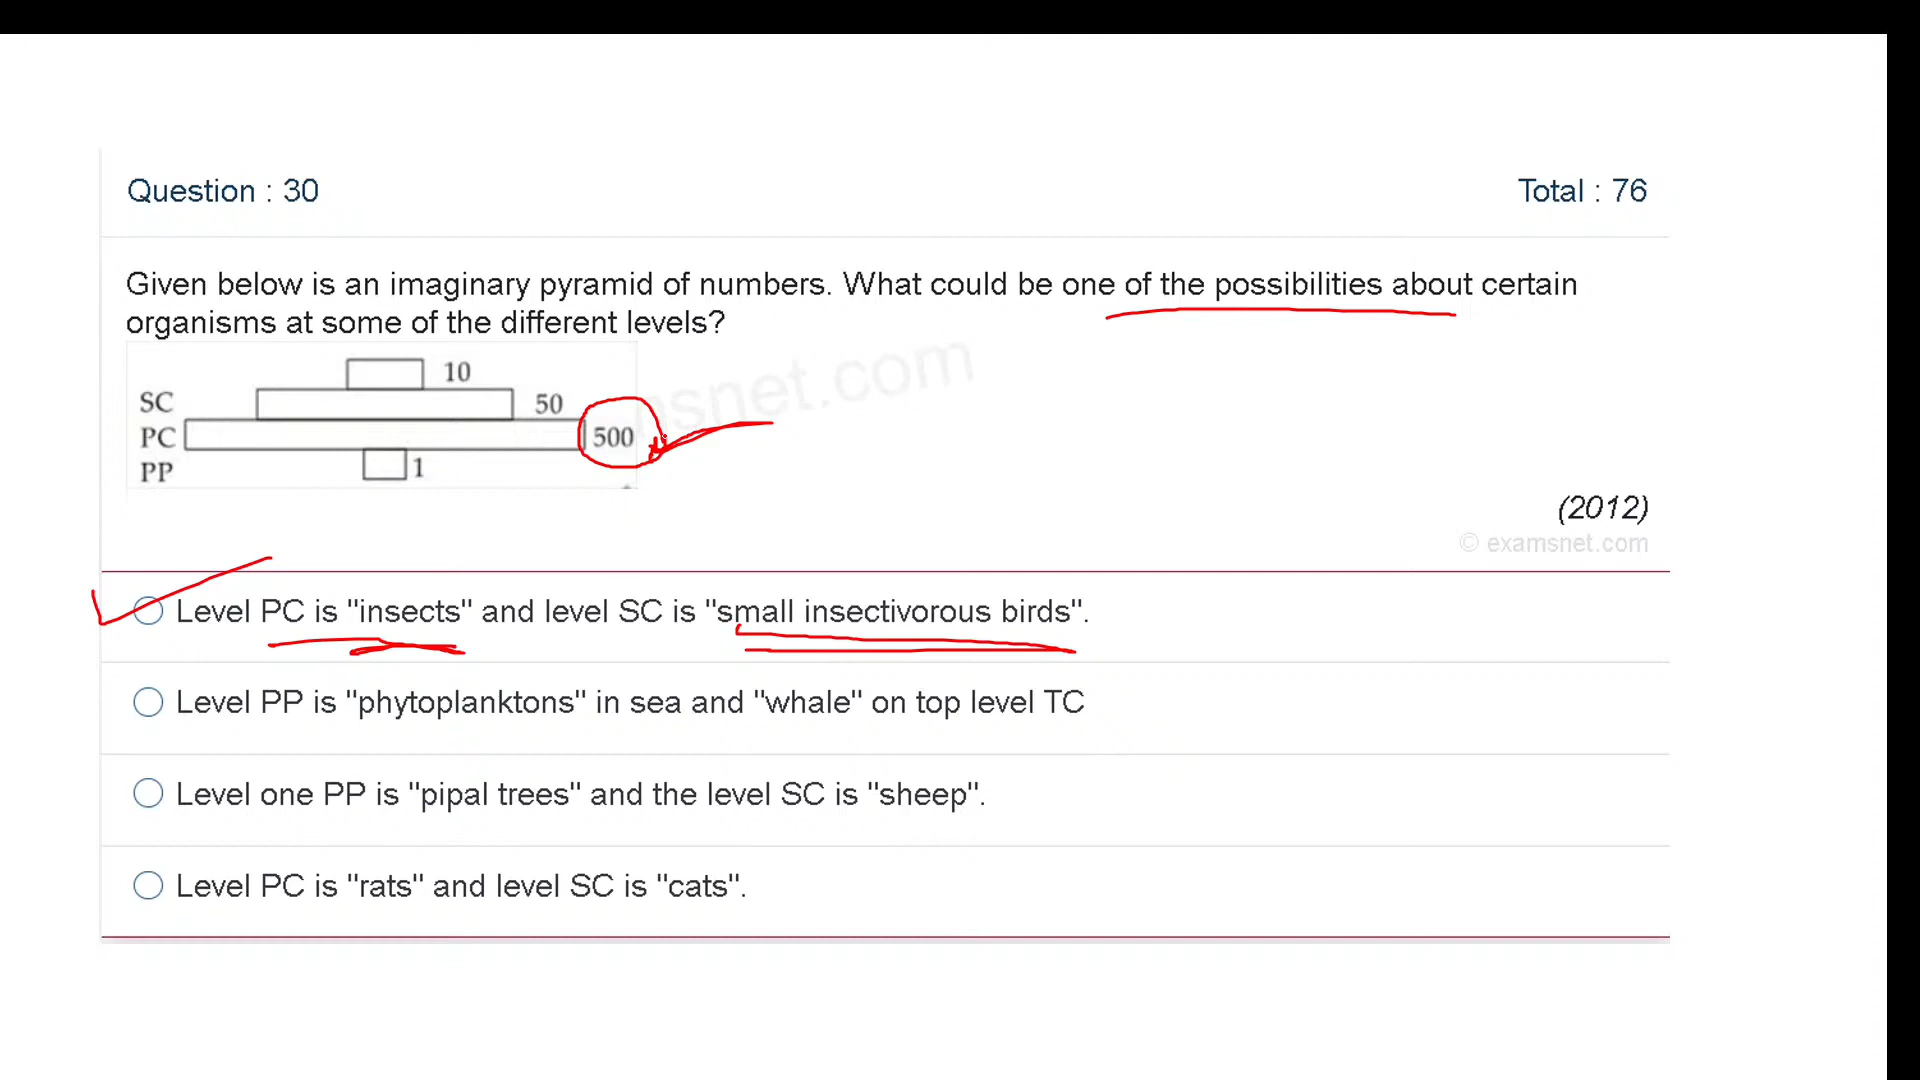 Question : 30
Total : 76
Given below is an imaginary pyramid of numbers. What could be one of the possibilities about certain
organisms at some of the different levels?
10
SC
50
PC
500
PP
1
snet.com
(2012)
© examsnet.com
Level PC is "insects" and level SC is "small insectivorous birds".
Level PP is "phytoplanktons" in sea and "whale" on top level TC
Level one PP is "pipal trees" and the level SC is "sheep".
Level PC is "rats" and level SC is "cats".